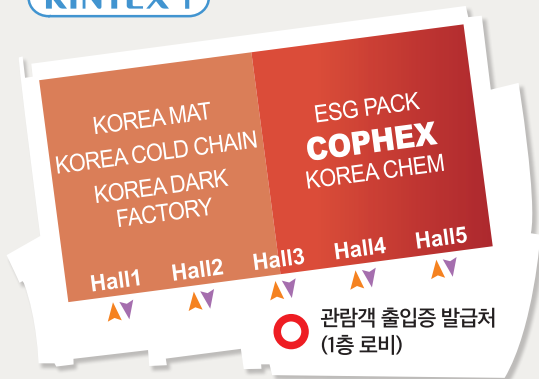 KINTEX 1
KOREA MAT
KOREA COLD CHAIN
KOREA DARK
FACTORY
ESG PACK
COPHEX
KOREA CHEM
Hall1
Hall2
Hall3
Hall4
Hall5
관람객 출입증 발급처
(1층 로비)